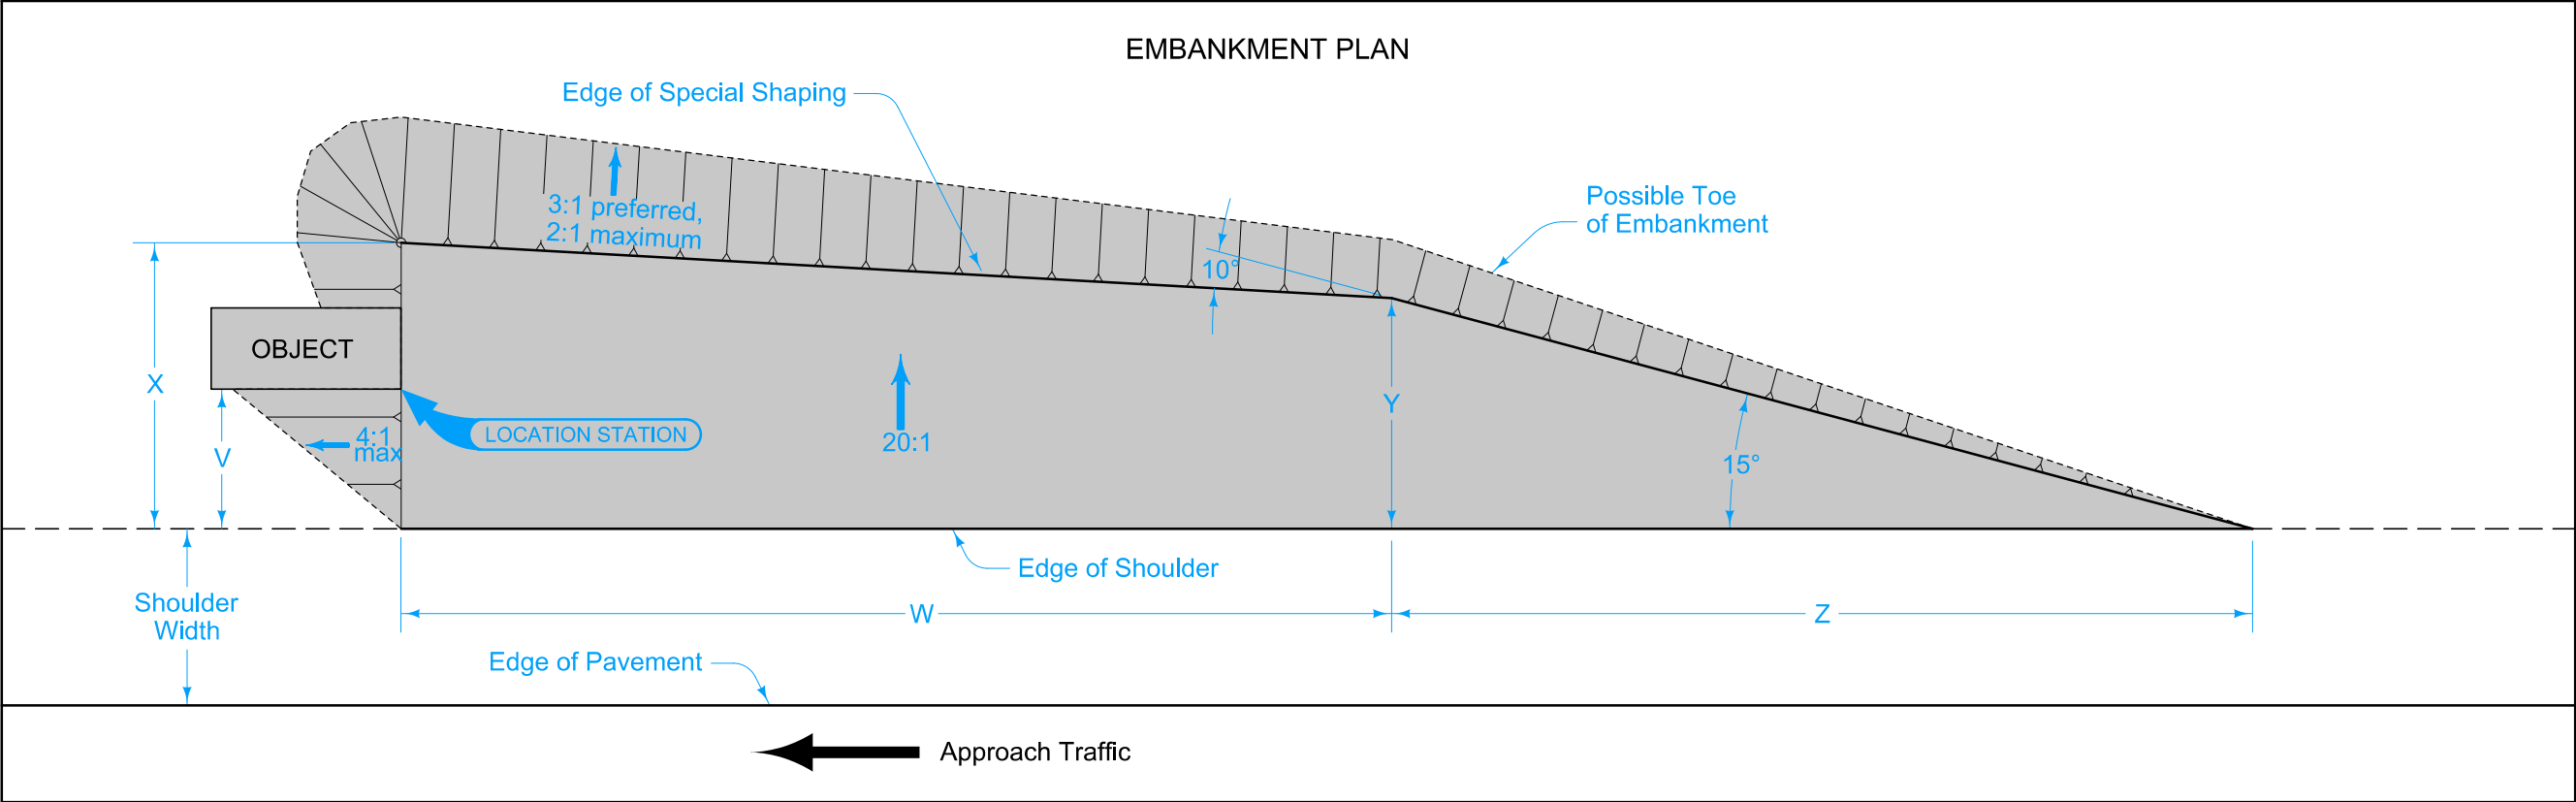 EMBANKMENT PLAN
Edge of Special Shaping
Possible Toe
of Embankment
3:1 preferred,
2:1 maximum
10°
OBJECT
X
Y
V
4:1
max
LOCATION STATION
20:1
15°
Edge of Shoulder
Shoulder
Width
W
Z
Edge of Pavement
Approach Traffic